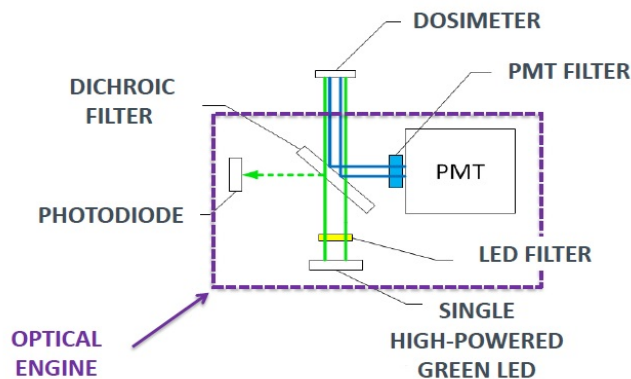 DOSIMETER
PMT FILTER
DICHROIC
FILTER
PMT
PHOTODIODE
LED FILTER
SINGLE
HIGH-POWERED
GREEN LED
OPTICAL
ENGINE